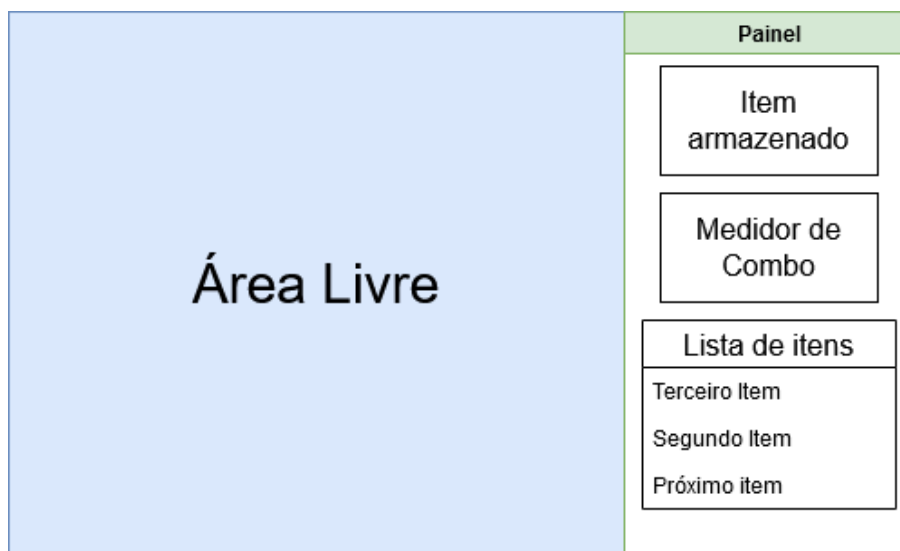 Área Livre
Painel
Item
armazenado
Medidor de
Combo
Lista de itens
Terceiro Item
Segundo Item
Próximo item